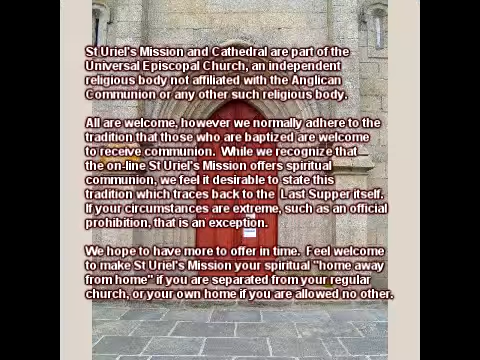 St Uriel's Mission and Cathedral are part of the
Universal Episcopal Church, an independent
religious body not affiliated with the Anglican
Communion or any other such religious body.
All are welcome, however we normally adhere to the
tradition that those who are baptized are welcome
to receive communion. While we recognize that
the on-line St Uriel's Mission offers spiritual
communion, we feel it desirable to state this
tradition which traces back to the Last Supper itself.
If your circumstances are extreme, such as an official
prohibition, that is an exception.
We hope to have more to offer in time. Feel welcome
to make St Uriel's Mission your spiritual "home away
from home" if you are separated from your regular
church, or your own home if you are allowed no other.